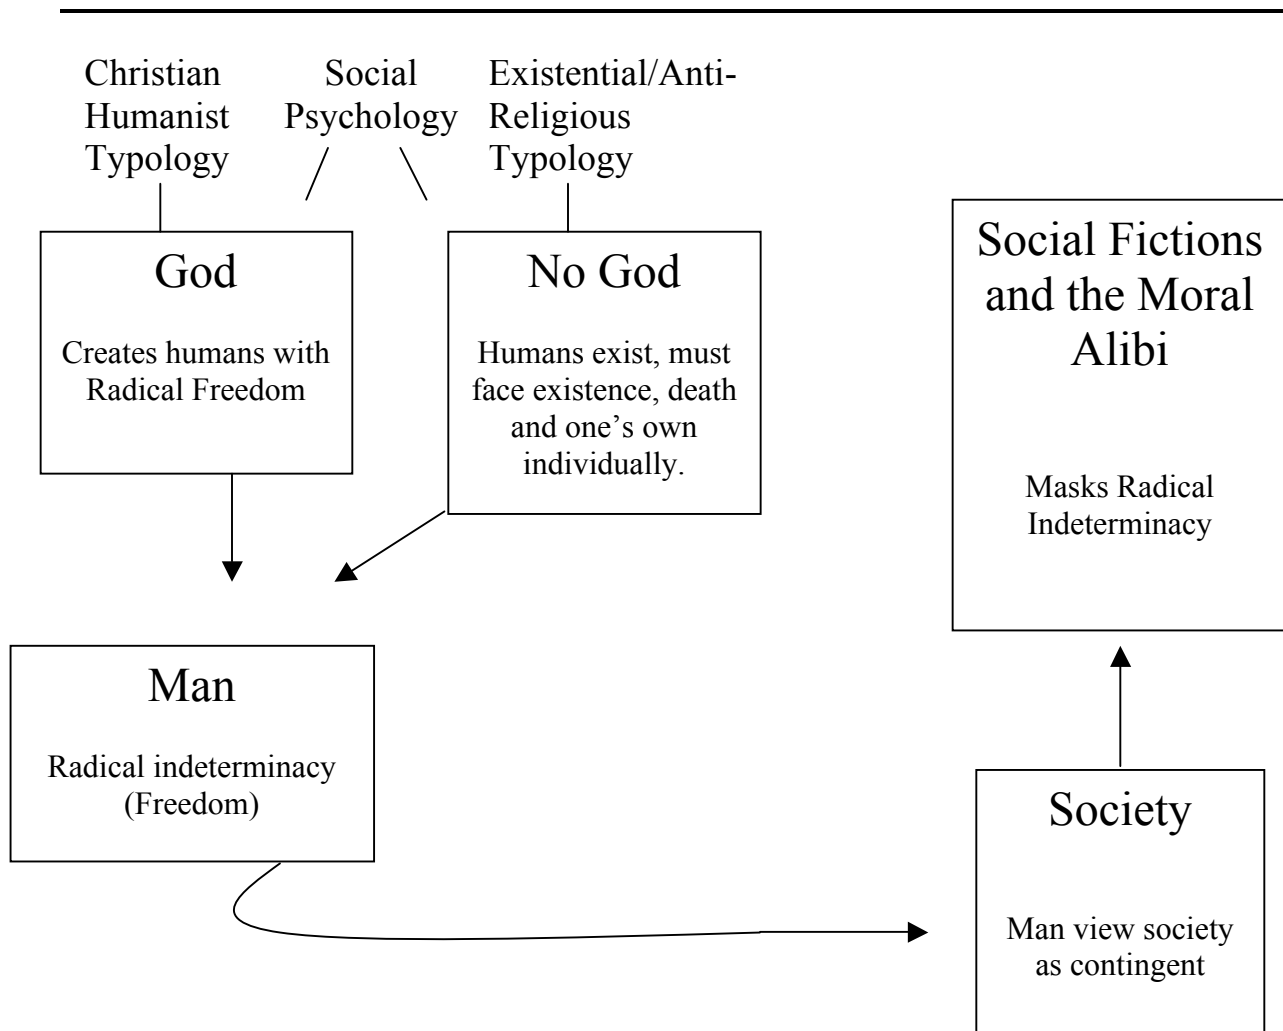 Christian
Humanist
Typology
Social
Psychology
Existential/Anti-
Religious
Typology
God
Creates humans with
Radical Freedom
No God
Humans exist, must
face existence, death
and one’s own
individually.
Social Fictions
and the Moral
Alibi
Masks Radical
Indeterminacy
Man
Radical indeterminacy
(Freedom)
Society
Man view society
as contingent